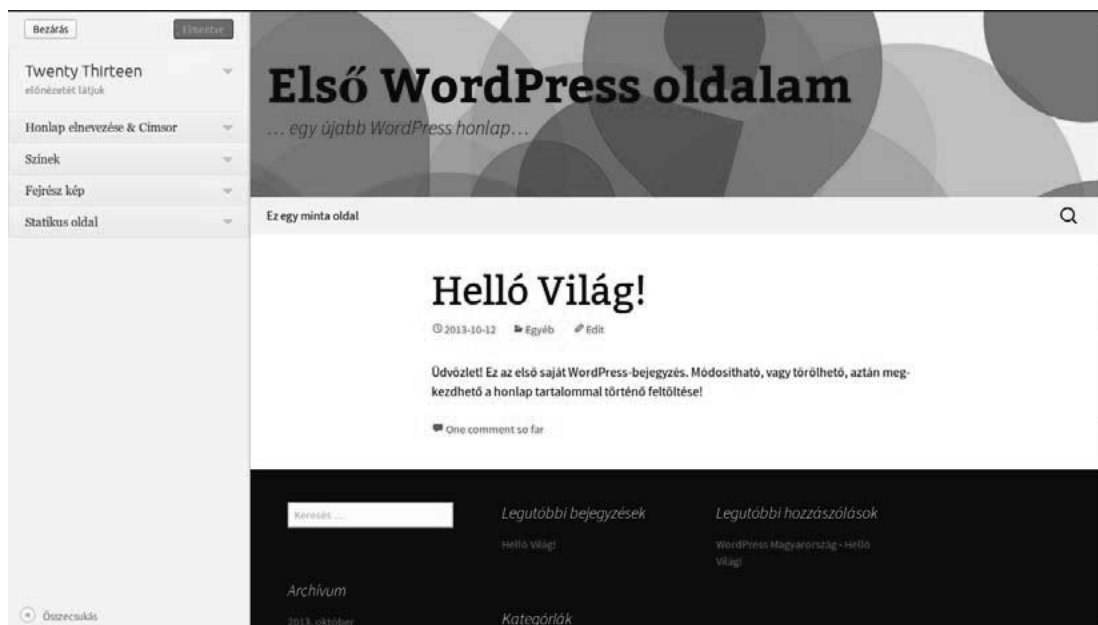 Bezárás
Elmentve
Twenty Thirteen
előnézetét látjuk
Honlap elnevezése & Címsor
Színek
Fejrész kép
Statikus oldal
Összecsukás
Első WordPress oldalam
... egy újabb WordPress honlap...
Ez egy minta oldal
Helló Világ!
2013-10-12 Egyéb Edit
Üdvözlet! Ez az első saját WordPress-bejegyzés. Módosítható, vagy törölhető, aztán meg-
kezdhető a honlap tartalommal történő feltöltése!
One comment so far
Keresés ...
Legutóbbi bejegyzések
Helló Világ!
Legutóbbi hozzászólások
WordPress Magyarország - Helló
Világ!
Archívum
2013. október
Kategórlák